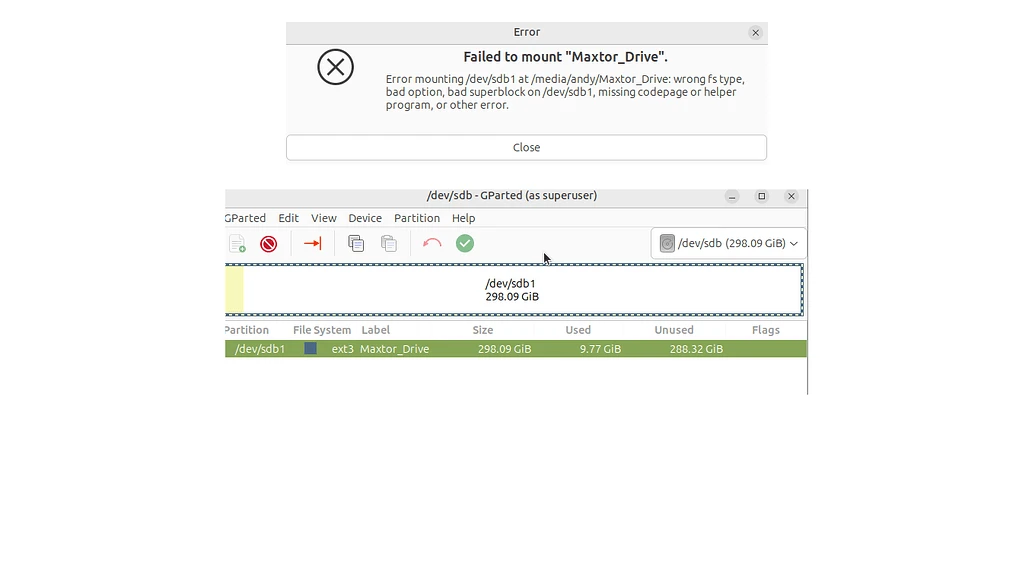 Error
Failed to mount "Maxtor_Drive".
Error mounting /dev/sdb1 at /media/andy/Maxtor_Drive: wrong fs type,
bad option, bad superblock on /dev/sdb1, missing codepage or helper
program, or other error.
Close
/dev/sdb - GParted (as superuser)
GParted Edit View Device Partition Help
/dev/sdb (298.09 GiB)
/dev/sdb1
298.09 GiB
Partition File System Label Size Used Unused Flags
/dev/sdb1 ext3 Maxtor_Drive 298.09 GiB 9.77 GiB 288.32 GiB